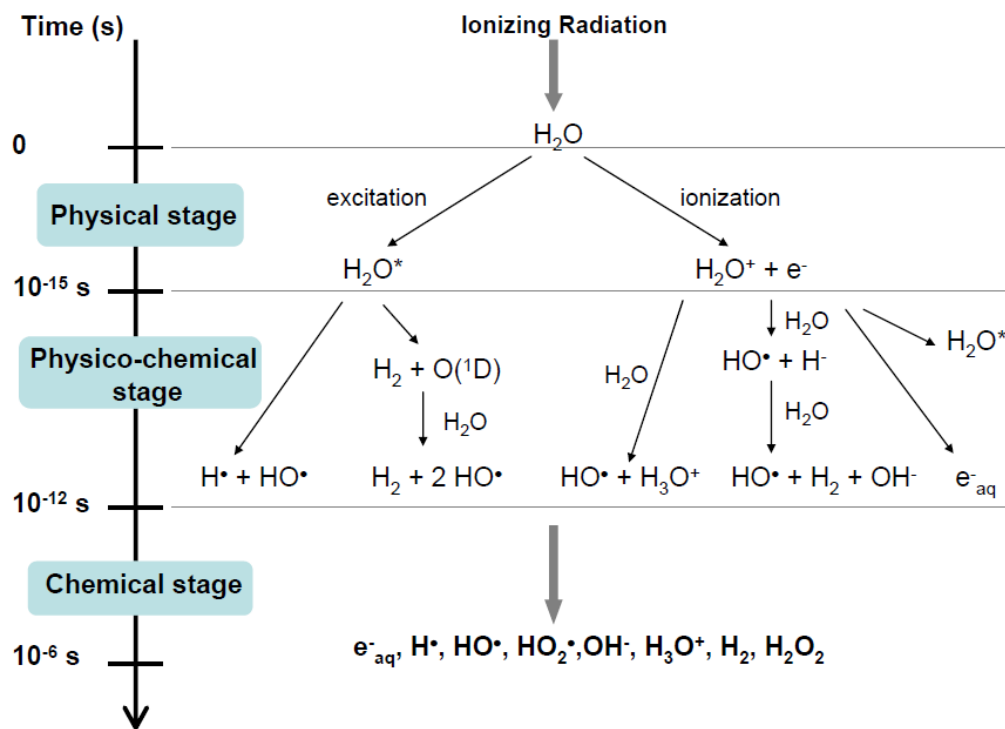 Time (s)
Ionizing Radiation
0
H₂O
excitation
ionization
Physical stage
H₂O*
H₂O⁺ + e⁻
10⁻¹⁵ s
Physico-chemical
stage
H₂ + O(¹D)
H₂O
H₂O
H₂O
HO• + H⁻
H₂O
H₂O*
H• + HO•
H₂ + 2 HO•
HO• + H₃O⁺
HO• + H₂ + OH⁻
e⁻aq
10⁻¹² s
Chemical stage
10⁻⁶ s
e⁻aq, H•, HO•, HO₂•,OH⁻, H₃O⁺, H₂, H₂O₂